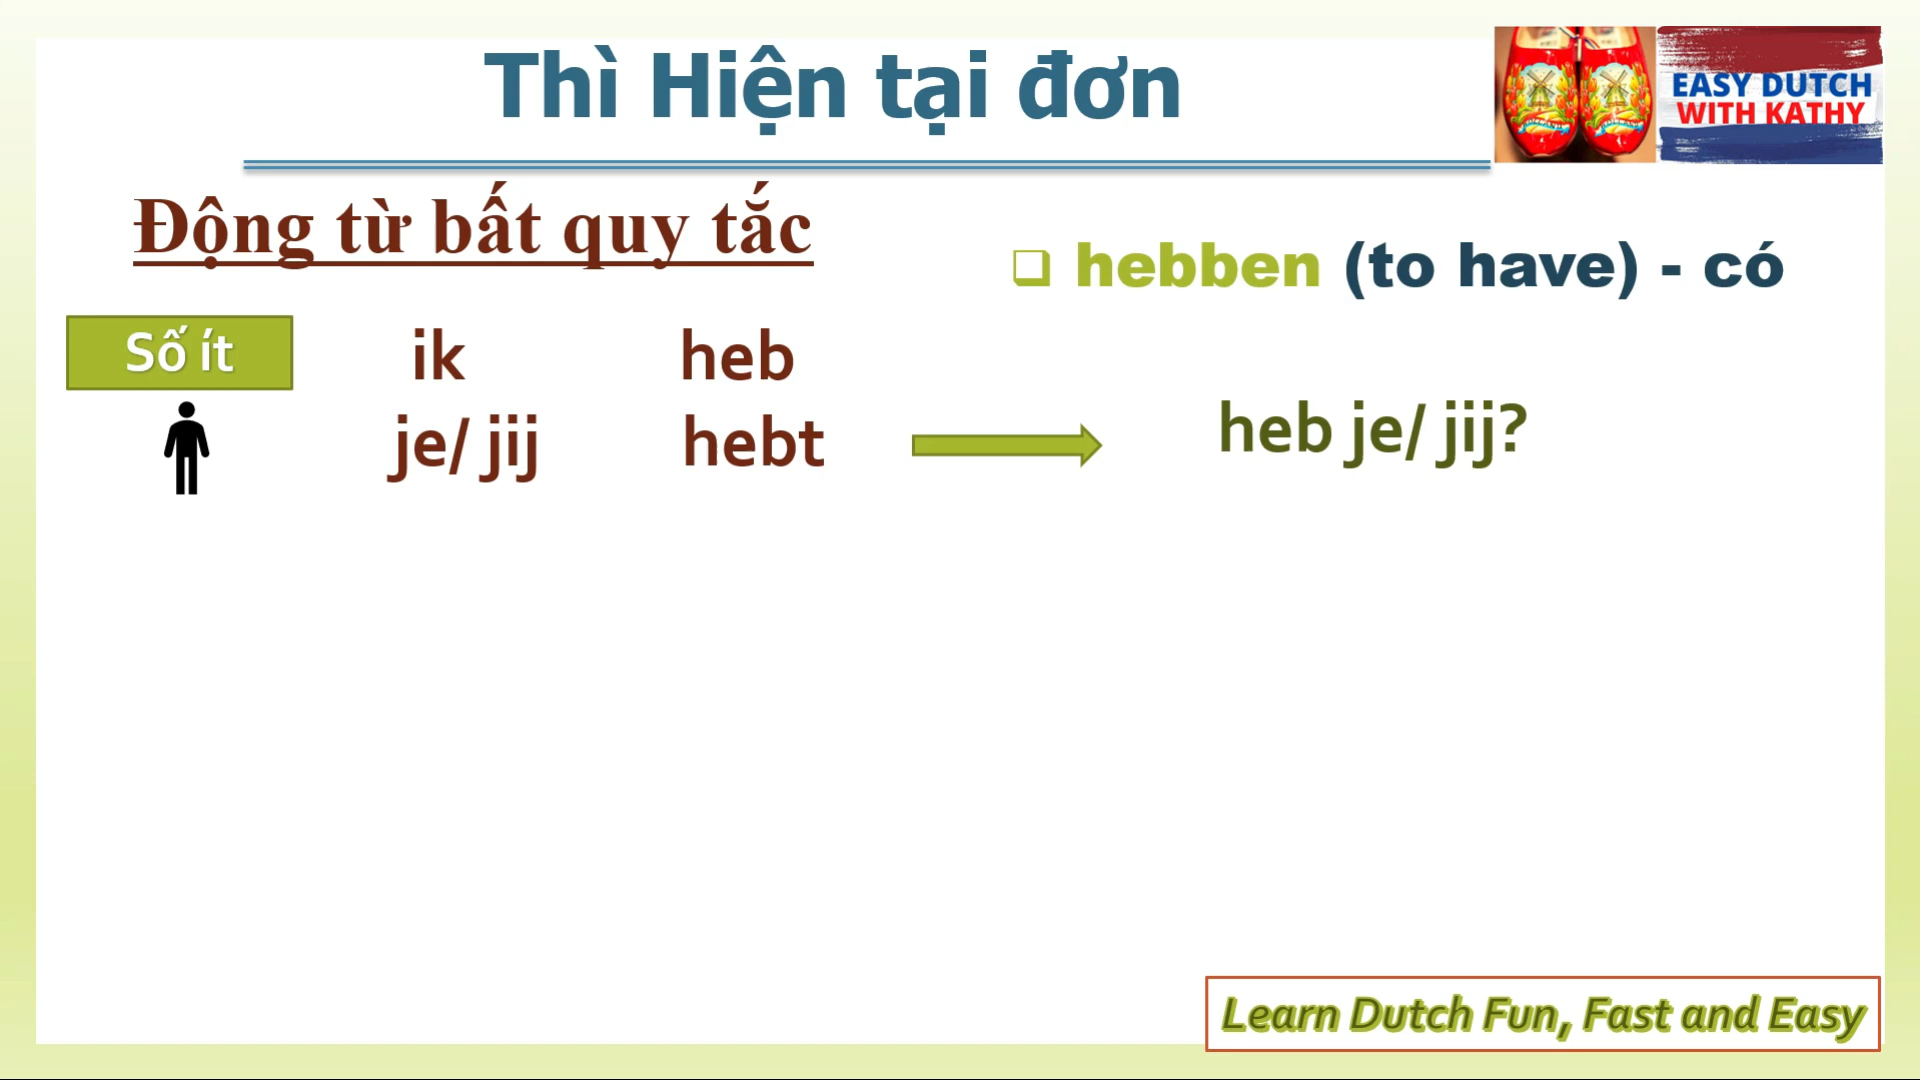 Thì Hiện tại đơn
EASY DUTCH
WITH KATHY
Động từ bất quy tắc
hebben (to have) - có
Số ít
ik heb
je/ jij hebt
heb je/ jij?
Learn Dutch Fun, Fast and Easy